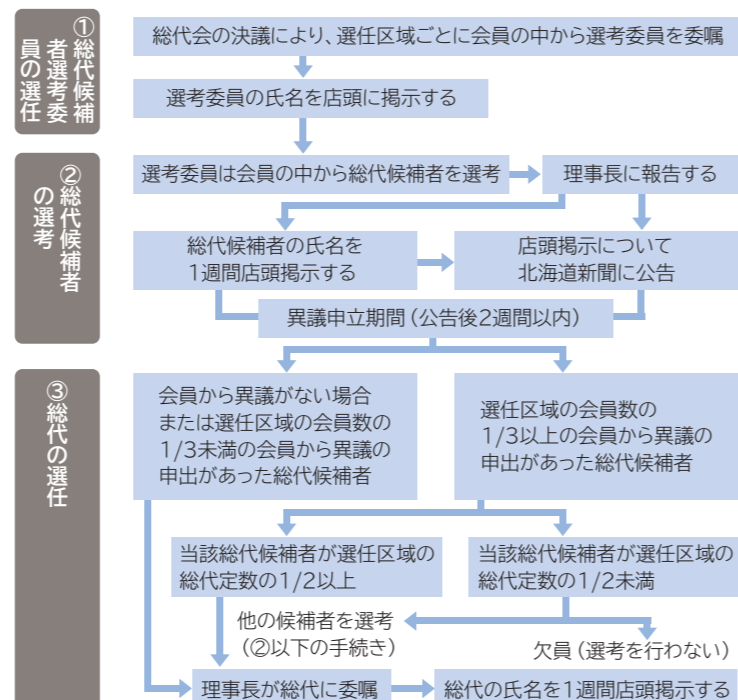 ①総代候補
者選考委
員の選任
総代会の決議により、選任区域ごとに会員の中から選考委員を委嘱
選考委員の氏名を店頭に掲示する
②総代候補者
の選考
選考委員は会員の中から総代候補者を選考
理事長に報告する
総代候補者の氏名を
1週間店頭掲示する
店頭掲示について
北海道新聞に公告
異議申立期間（公告後2週間以内）
③総代の選任
会員から異議がない場合
または選任区域の会員数の
1/3未満の会員から異議の
申出があった総代候補者
選任区域の会員数の
1/3以上の会員から異議の
申出があった総代候補者
当該総代候補者が選任区域の
総代定数の1/2以上
当該総代候補者が選任区域の
総代定数の1/2未満
他の候補者を選考
（②以下の手続き）
欠員（選考を行わない）
理事長が総代に委嘱
総代の氏名を1週間店頭掲示する